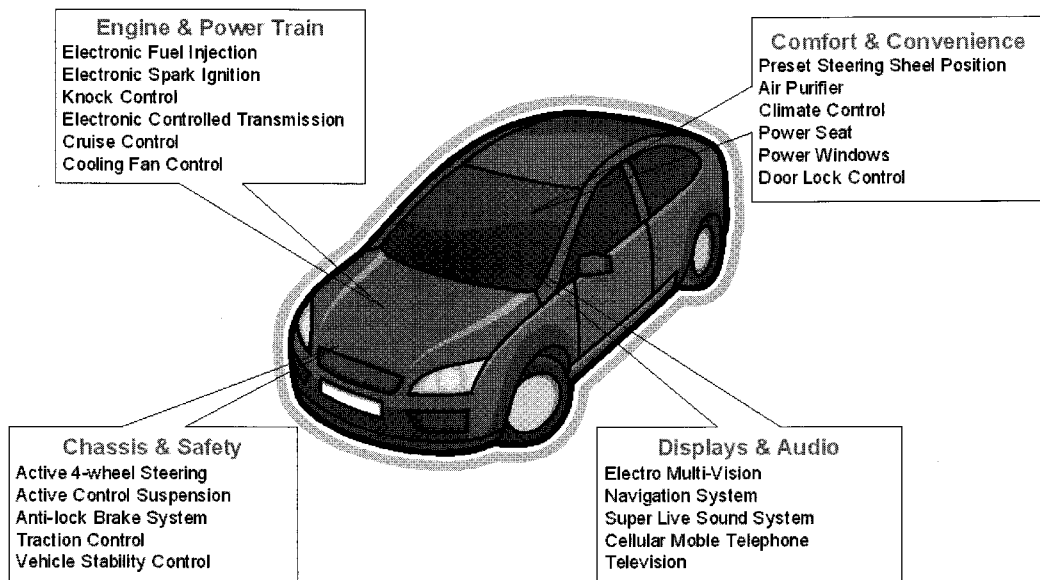 Engine & Power Train
Electronic Fuel Injection
Electronic Spark Ignition
Knock Control
Electronic Controlled Transmission
Cruise Control
Cooling Fan Control
Comfort & Convenience
Preset Steering Sheel Position
Air Purifier
Climate Control
Power Seat
Power Windows
Door Lock Control
Chassis & Safety
Active 4-wheel Steering
Active Control Suspension
Anti-lock Brake System
Traction Control
Vehicle Stability Control
Displays & Audio
Electro Multi-Vision
Navigation System
Super Live Sound System
Cellular Moble Telephone
Television